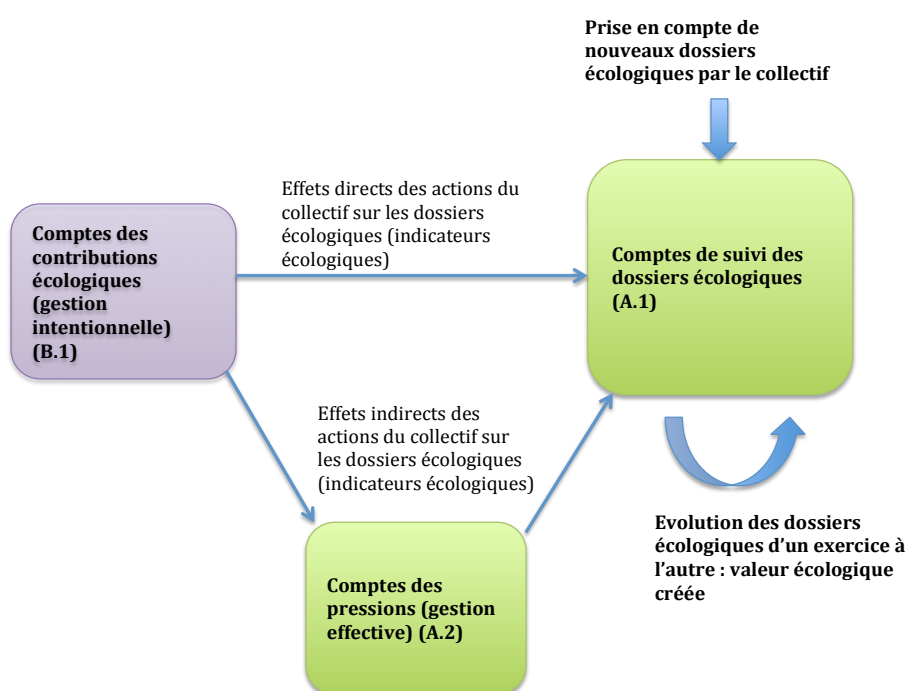 Prise en compte de
nouveaux dossiers
écologiques par le collectif
Effets directs des actions du
collectif sur les dossiers
écologiques (indicateurs
écologiques)
Comptes des
contributions
écologiques
(gestion
intentionnelle)
(B.1)
Comptes de suivi des
dossiers écologiques
(A.1)
Effets indirects des
actions du collectif sur
les dossiers écologiques
(indicateurs écologiques)
Evolution des dossiers
écologiques d’un exercice à
l’autre : valeur écologique
créée
Comptes des
pressions (gestion
effective) (A.2)